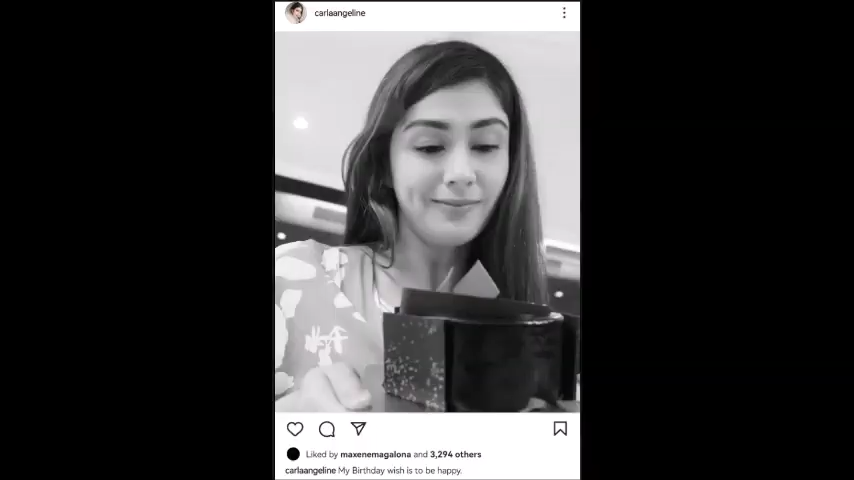 carlaangeline
Liked by maxenemagalona and 3,294 others
carlaangeline My Birthday wish is to be happy.